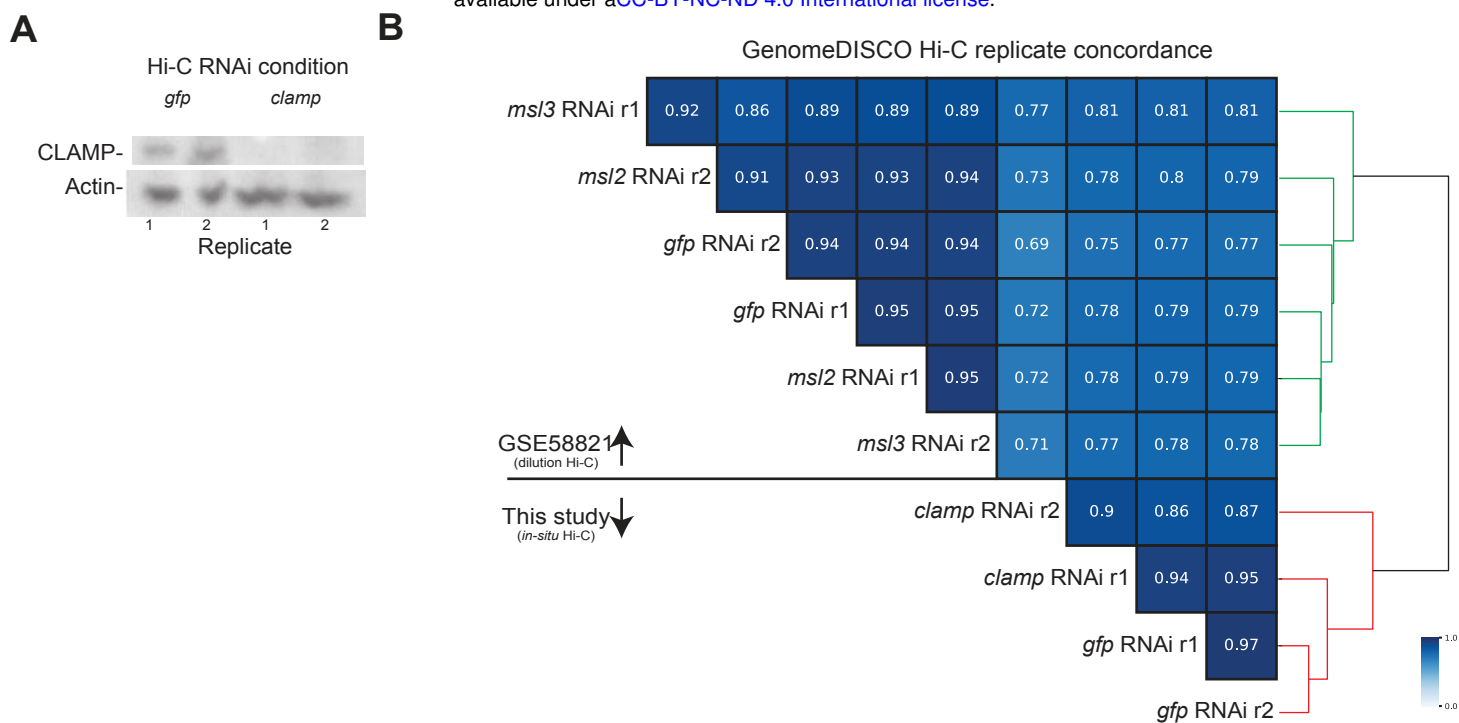 available under aCC-BY-NC-ND 4.0 International license.
A
Hi-C RNAi condition
gfp clamp
CLAMP-
Actin-
1 2 1 2
Replicate
B
GenomeDISCO Hi-C replicate concordance
msl3 RNAi r1 0.92 0.86 0.89 0.89 0.89 0.77 0.81 0.81 0.81
msl2 RNAi r2 0.91 0.93 0.93 0.94 0.73 0.78 0.8 0.79
gfp RNAi r2 0.94 0.94 0.94 0.69 0.75 0.77 0.77
gfp RNAi r1 0.95 0.95 0.72 0.78 0.79 0.79
msl2 RNAi r1 0.95 0.72 0.78 0.79 0.79
msl3 RNAi r2 0.71 0.77 0.78 0.78
GSE58821
(dilution Hi-C)
This study
(in-situ Hi-C)
clamp RNAi r2 0.9 0.86 0.87
clamp RNAi r1 0.94 0.95
gfp RNAi r1 0.97
gfp RNAi r2
1.0
0.0